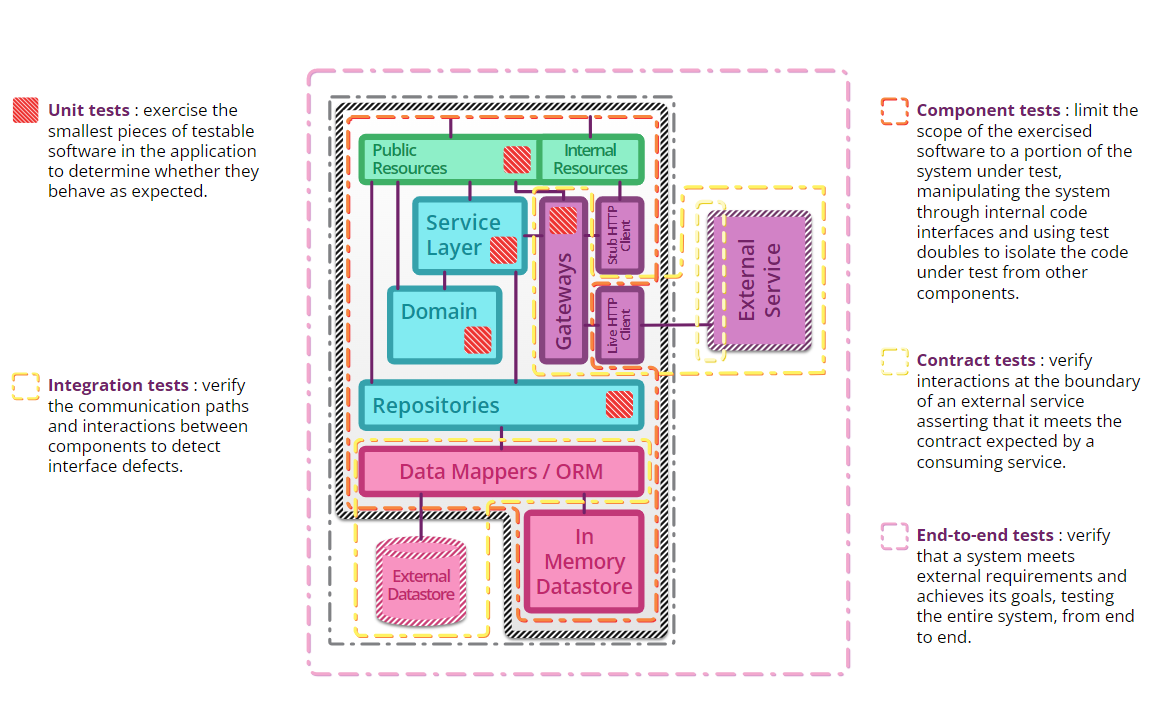 Unit tests : exercise the
smallest pieces of testable
software in the application
to determine whether they
behave as expected.
Integration tests : verify
the communication paths
and interactions between
components to detect
interface defects.
Public
Resources
Internal
Resources
Service
Layer
Domain
Gateways
Stub HTTP
Client
Live HTTP
Client
External
Service
Repositories
Data Mappers / ORM
External
Datastore
In
Memory
Datastore
Component tests : limit the
scope of the exercised
software to a portion of the
system under test,
manipulating the system
through internal code
interfaces and using test
doubles to isolate the code
under test from other
components.
Contract tests : verify
interactions at the boundary
of an external service
asserting that it meets the
contract expected by a
consuming service.
End-to-end tests : verify
that a system meets
external requirements and
achieves its goals, testing
the entire system, from end
to end.